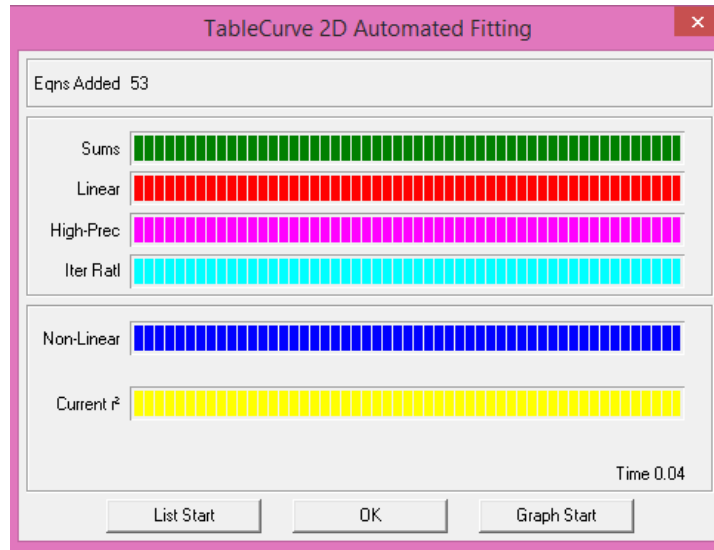 TableCurve 2D Automated Fitting
Eqns Added 53
Sums
Linear
High-Prec
Iter Ratl
Non-Linear
Current r²
Time 0.04
List Start OK Graph Start